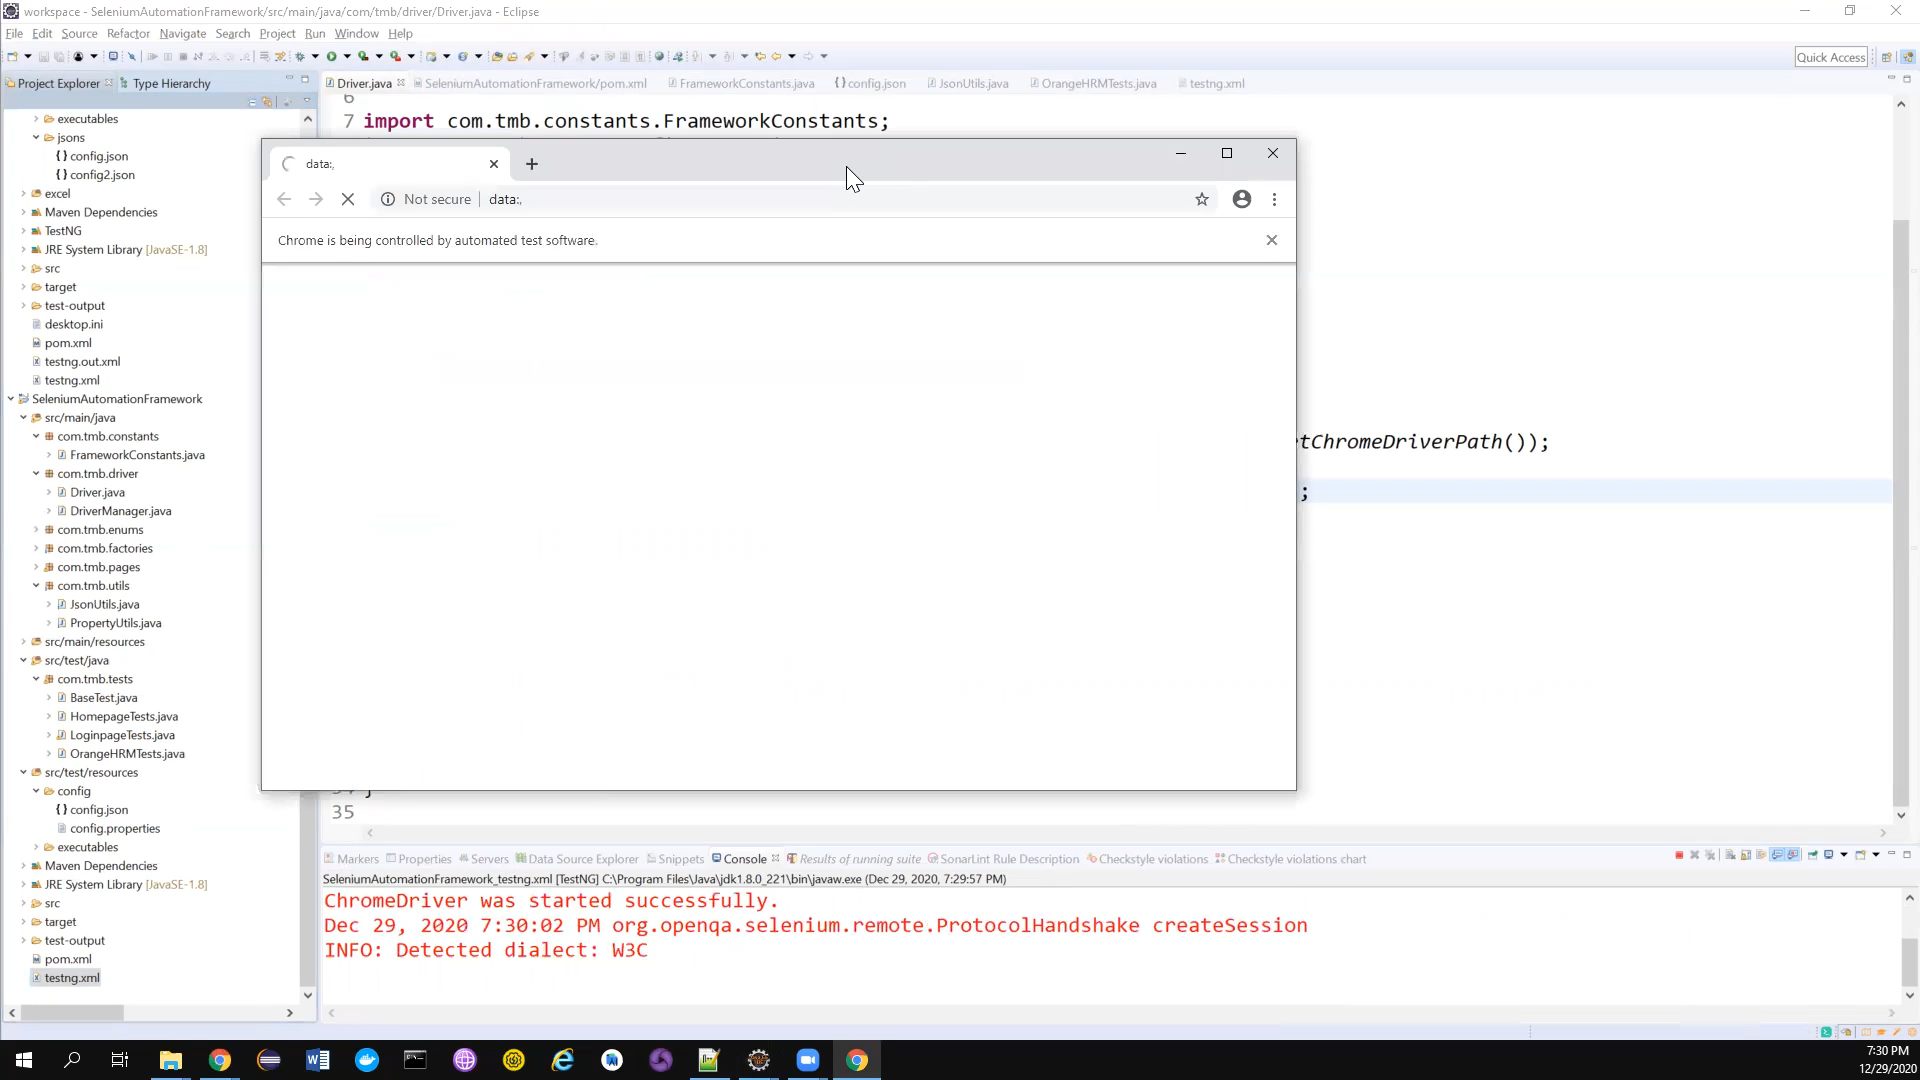 workspace - SeleniumAutomationFramework/src/main/java/com/tmb/driver/Driver.java - Eclipse
File Edit Source Refactor Navigate Search Project Run Window Help
Quick Access
Project Explorer Type Hierarchy
Driver.java SeleniumAutomationFramework/pom.xml FrameworkConstants.java config.json JsonUtils.java OrangeHRMTests.java testng.xml
executables
jsons
config.json
config2.json
excel
Maven Dependencies
TestNG
JRE System Library [JavaSE-1.8]
src
target
test-output
desktop.ini
pom.xml
testng.out.xml
testng.xml
SeleniumAutomationFramework
src/main/java
com.tmb.constants
FrameworkConstants.java
com.tmb.driver
Driver.java
DriverManager.java
com.tmb.enums
com.tmb.factories
com.tmb.pages
com.tmb.utils
JsonUtils.java
PropertyUtils.java
src/main/resources
src/test/java
com.tmb.tests
BaseTest.java
HomepageTests.java
LoginpageTests.java
OrangeHRMTests.java
src/test/resources
config
config.json
config.properties
executables
Maven Dependencies
JRE System Library [JavaSE-1.8]
src
target
test-output
pom.xml
testng.xml
6
7 import com.tmb.constants.FrameworkConstants;
data:,
Not secure data:,
Chrome is being controlled by automated test software.
etChromeDriverPath());
;
35
Markers Properties Servers Data Source Explorer Snippets Console Results of running suite SonarLint Rule Description Checkstyle violations Checkstyle violations chart
SeleniumAutomationFramework_testng.xml [TestNG] C:\Program Files\Java\jdk1.8.0_221\bin\javaw.exe (Dec 29, 2020, 7:29:57 PM)
ChromeDriver was started successfully.
Dec 29, 2020 7:30:02 PM org.openqa.selenium.remote.ProtocolHandshake createSession
INFO: Detected dialect: W3C
7:30 PM
12/29/2020